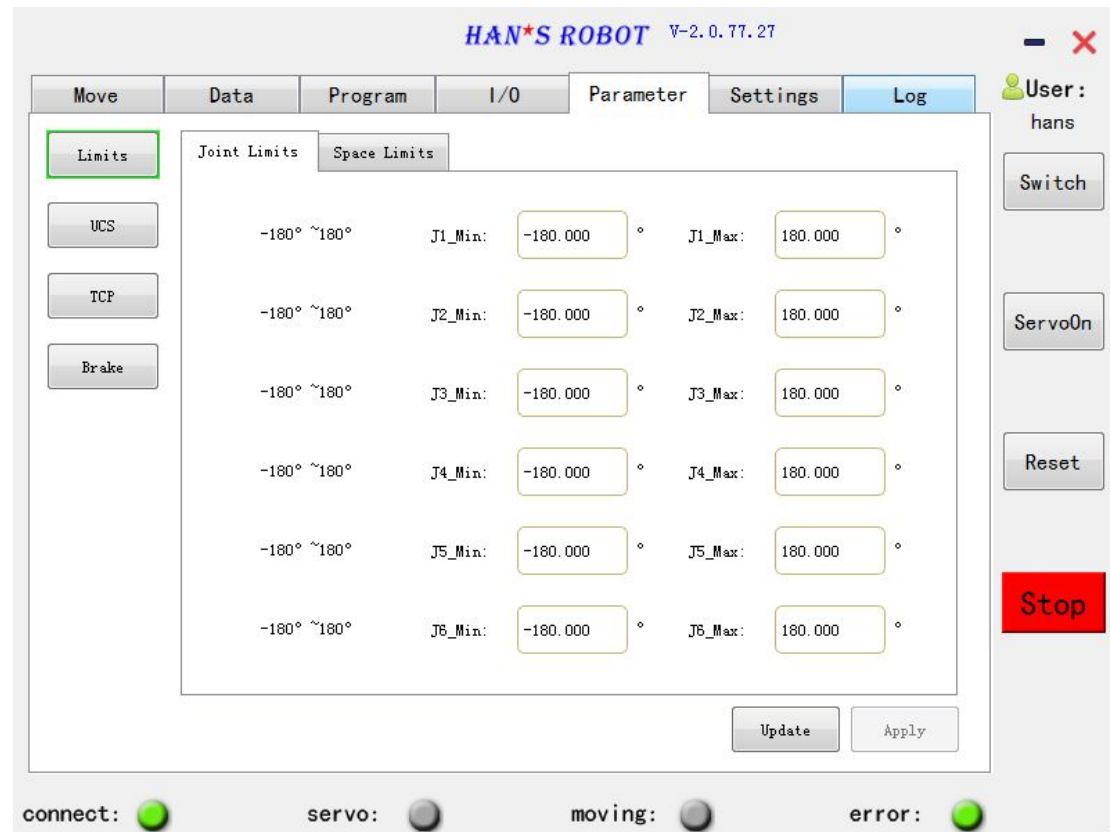 HAN*S ROBOT V-2.0.77.27
Move Data Program I/O Parameter Settings Log
User:
hans
Limits
UCS
TCP
Brake
Joint Limits Space Limits
-180° ~180° J1_Min: -180.000 ° J1_Max: 180.000 °
-180° ~180° J2_Min: -180.000 ° J2_Max: 180.000 °
-180° ~180° J3_Min: -180.000 ° J3_Max: 180.000 °
-180° ~180° J4_Min: -180.000 ° J4_Max: 180.000 °
-180° ~180° J5_Min: -180.000 ° J5_Max: 180.000 °
-180° ~180° J6_Min: -180.000 ° J6_Max: 180.000 °
Update Apply
Switch
ServoOn
Reset
Stop
connect: servo: moving: error: